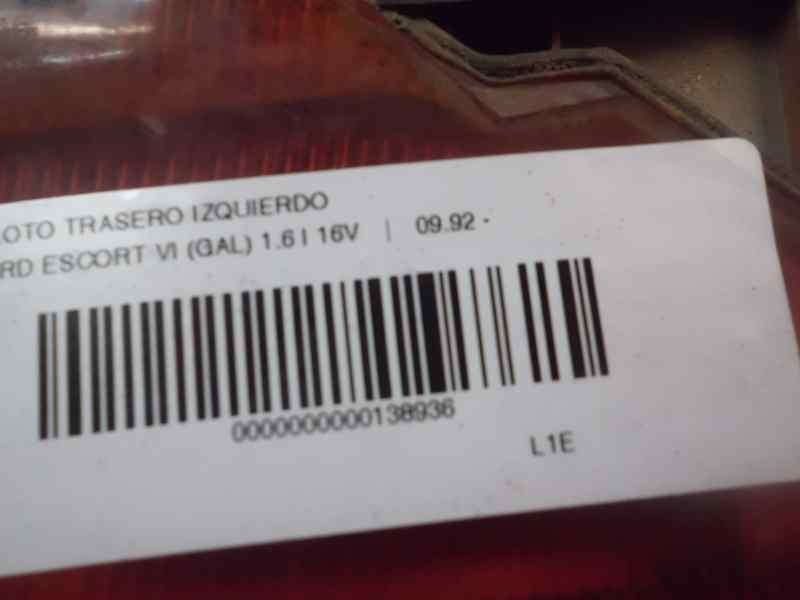 OTO TRASERO IZQUIERDO
RD ESCORT VI (GAL) 1.6 I 16V | 09.92 -
0000000000138936
L1E